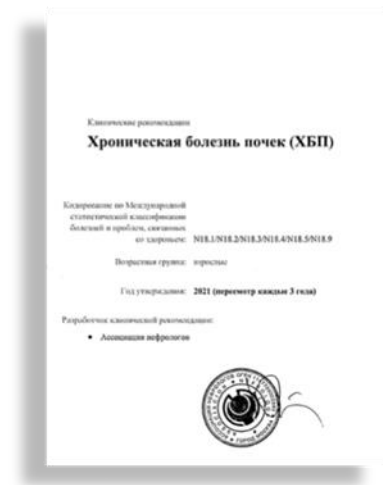 Клинические рекомендации
Хроническая болезнь почек (ХБП)
Кодирование по Международной
статистической классификации
болезней и проблем, связанных
со здоровьем: N18.1/N18.2/N18.3/N18.4/N18.5/N18.9
Возрастная группа: взрослые
Год утверждения: 2021 (пересмотр каждые 3 года)
Разработчик клинической рекомендации:
• Ассоциация нефрологов